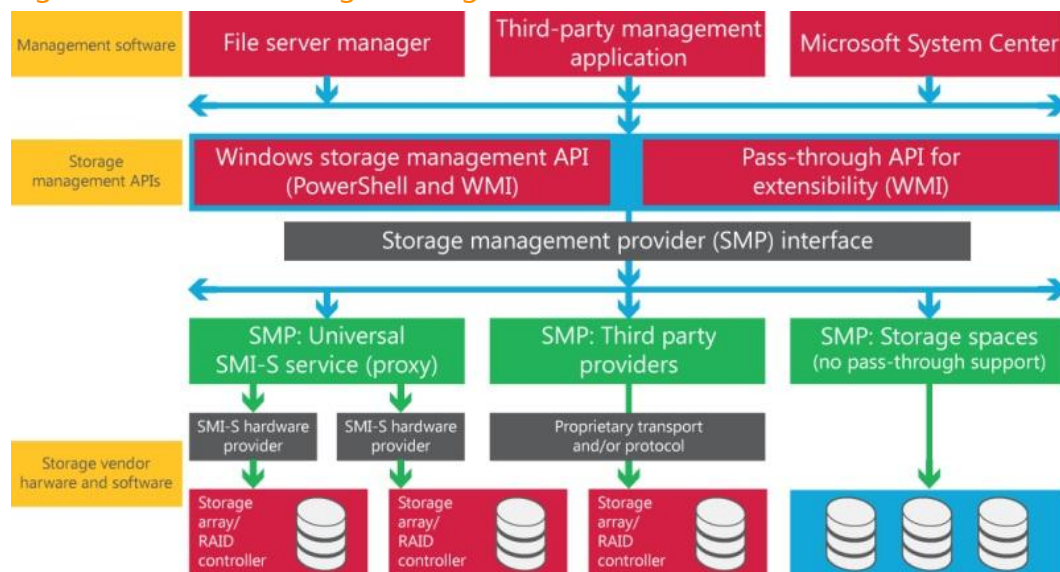 Management software
File server manager
Third-party management
application
Microsoft System Center
Storage
management APIs
Windows storage management API
(PowerShell and WMI)
Pass-through API for
extensibility (WMI)
Storage management provider (SMP) interface
SMP: Universal
SMI-S service (proxy)
SMP: Third party
providers
SMP: Storage spaces
(no pass-through support)
SMI-S hardware
provider
SMI-S hardware
provider
Proprietary transport
and/or protocol
Storage vendor
harware and software
Storage
array/
RAID
controller
Storage
array/
RAID
controller
Storage
array/
RAID
controller